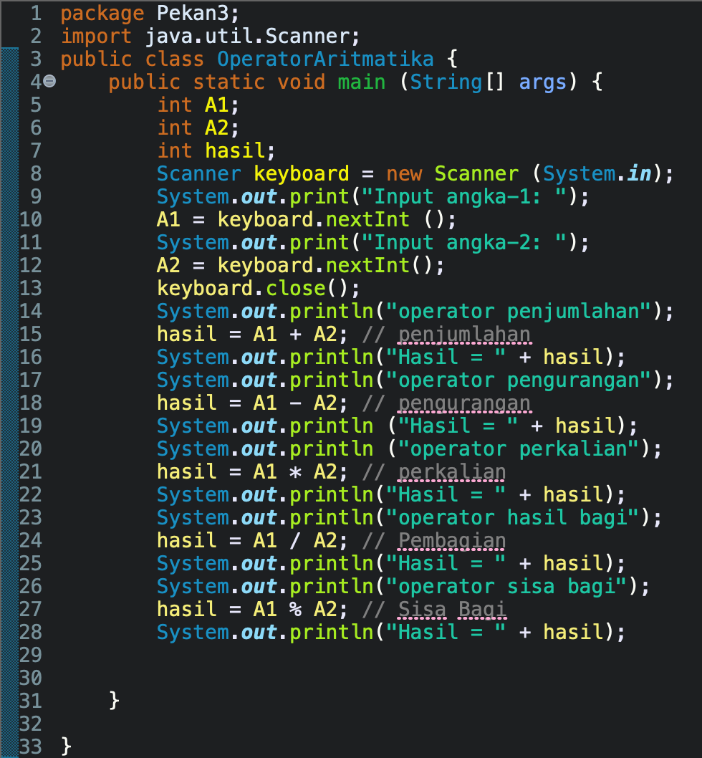 1 package Pekan3;
2 import java.util.Scanner;
3 public class OperatorAritmatika {
4 public static void main (String[] args) {
5 int A1;
6 int A2;
7 int hasil;
8 Scanner keyboard = new Scanner (System.in);
9 System.out.print("Input angka-1: ");
10 A1 = keyboard.nextInt ();
11 System.out.print("Input angka-2: ");
12 A2 = keyboard.nextInt();
13 keyboard.close();
14 System.out.println("operator penjumlahan");
15 hasil = A1 + A2; // penjumlahan
16 System.out.println("Hasil = " + hasil);
17 System.out.println("operator pengurangan");
18 hasil = A1 - A2; // pengurangan
19 System.out.println ("Hasil = " + hasil);
20 System.out.println ("operator perkalian");
21 hasil = A1 * A2; // perkalian
22 System.out.println("Hasil = " + hasil);
23 System.out.println("operator hasil bagi");
24 hasil = A1 / A2; // Pembagian
25 System.out.println("Hasil = " + hasil);
26 System.out.println("operator sisa bagi");
27 hasil = A1 % A2; // Sisa Bagi
28 System.out.println("Hasil = " + hasil);
29
30
31 }
32
33 }